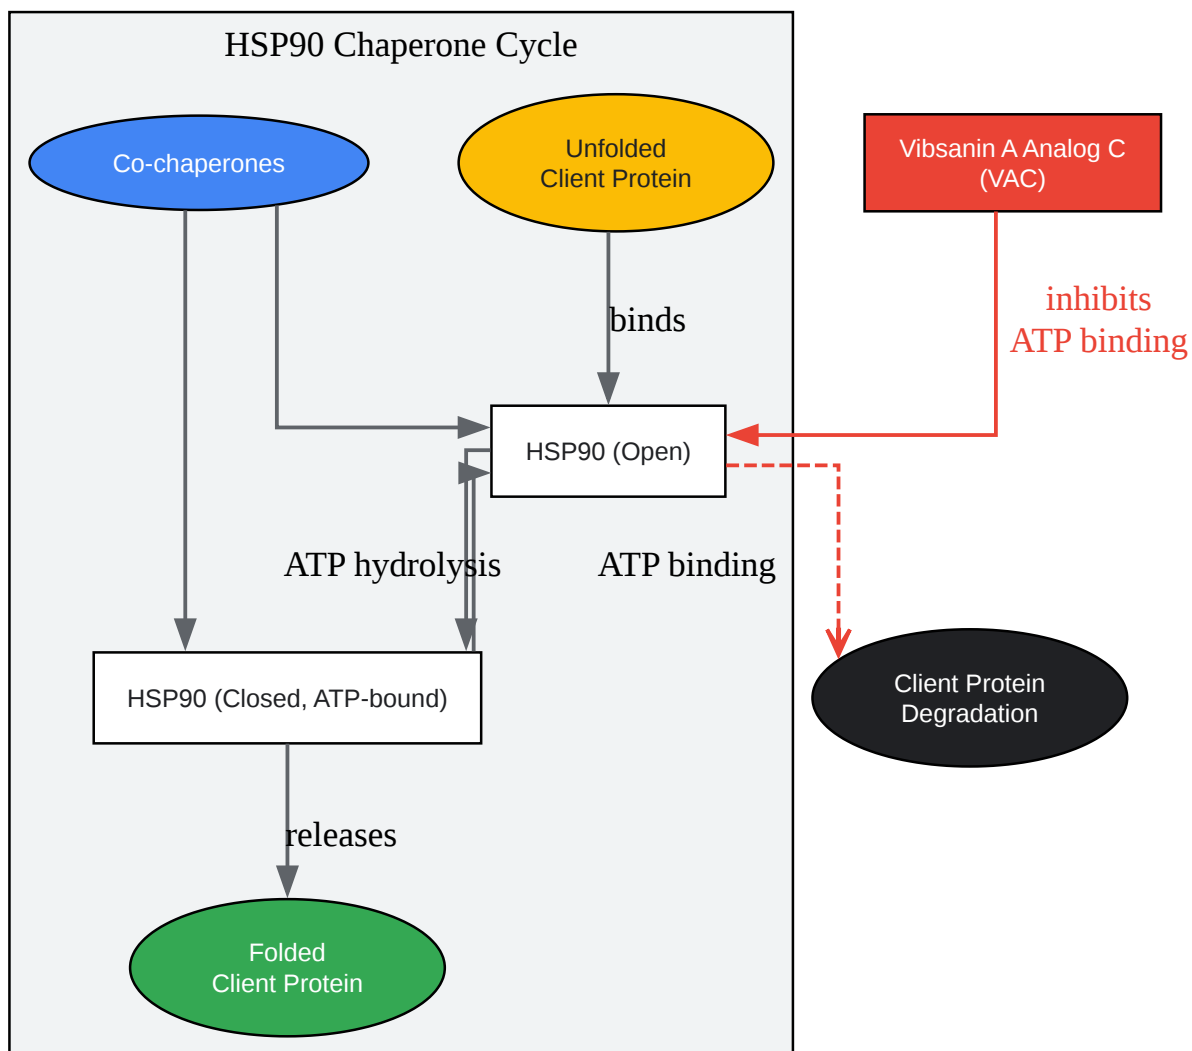 HSP90 Chaperone Cycle
Co-chaperones
Unfolded
Client Protein
Vibsanin A Analog C
(VAC)
binds
inhibits
ATP binding
HSP90 (Open)
ATP hydrolysis
ATP binding
HSP90 (Closed, ATP-bound)
Client Protein
Degradation
releases
Folded
Client Protein